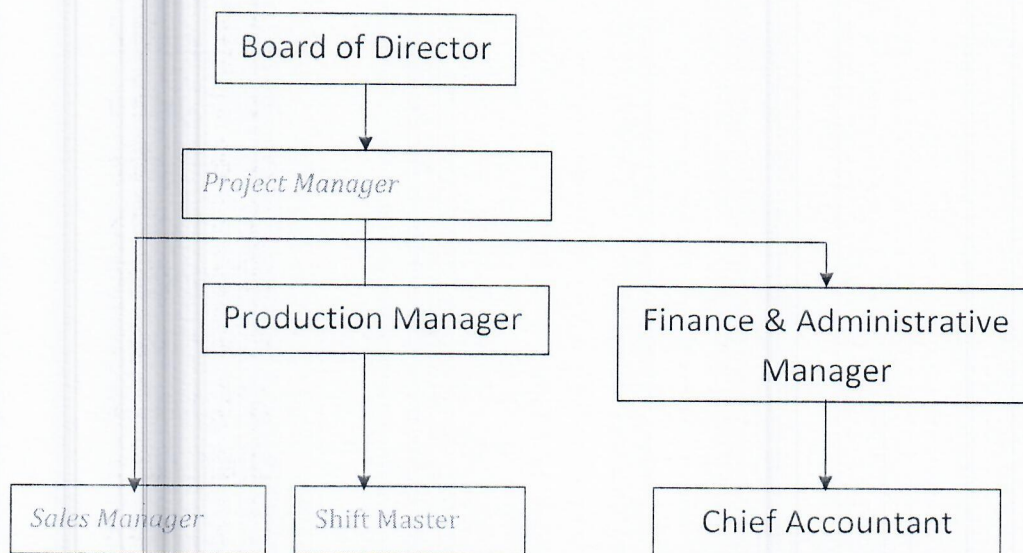 Board of Director
Project Manager
Production Manager
Finance & Administrative
Manager
Sales Manager
Shift Master
Chief Accountant